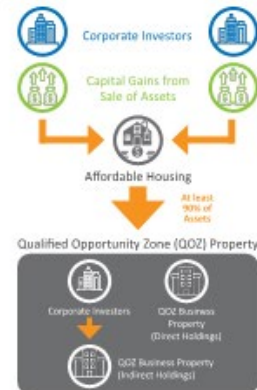 Corporate Investors
Capital Gains from
Sale of Assets
Affordable Housing
At least
90% of
Assets
Qualified Opportunity Zone (QOZ) Property
Corporate Investors
QOZ Business
Property
(Direct Holdings)
QOZ Business Property
(Indirect Holdings)